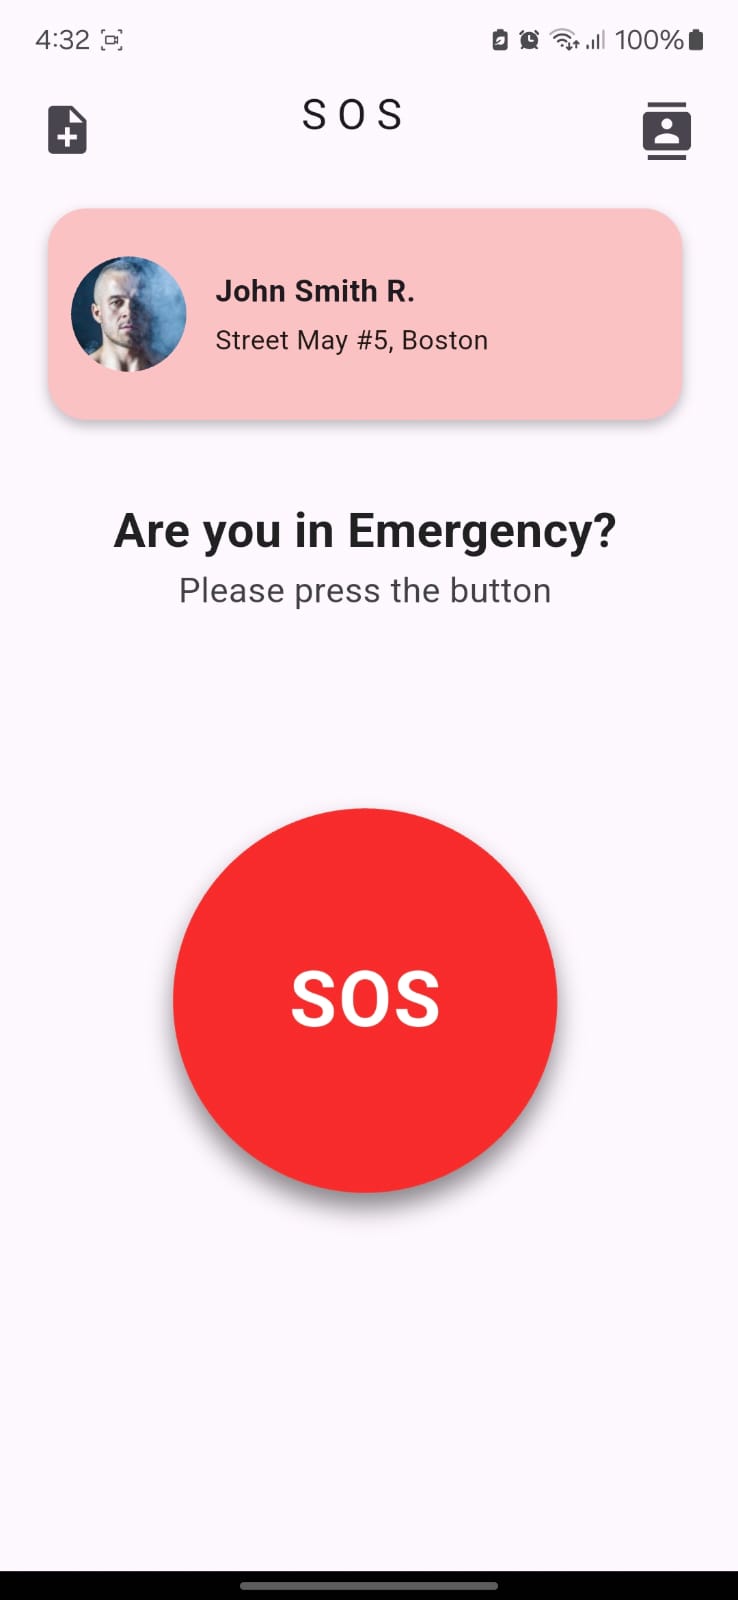 4:32
100%
S O S
John Smith R.
Street May #5, Boston
Are you in Emergency?
Please press the button
SOS